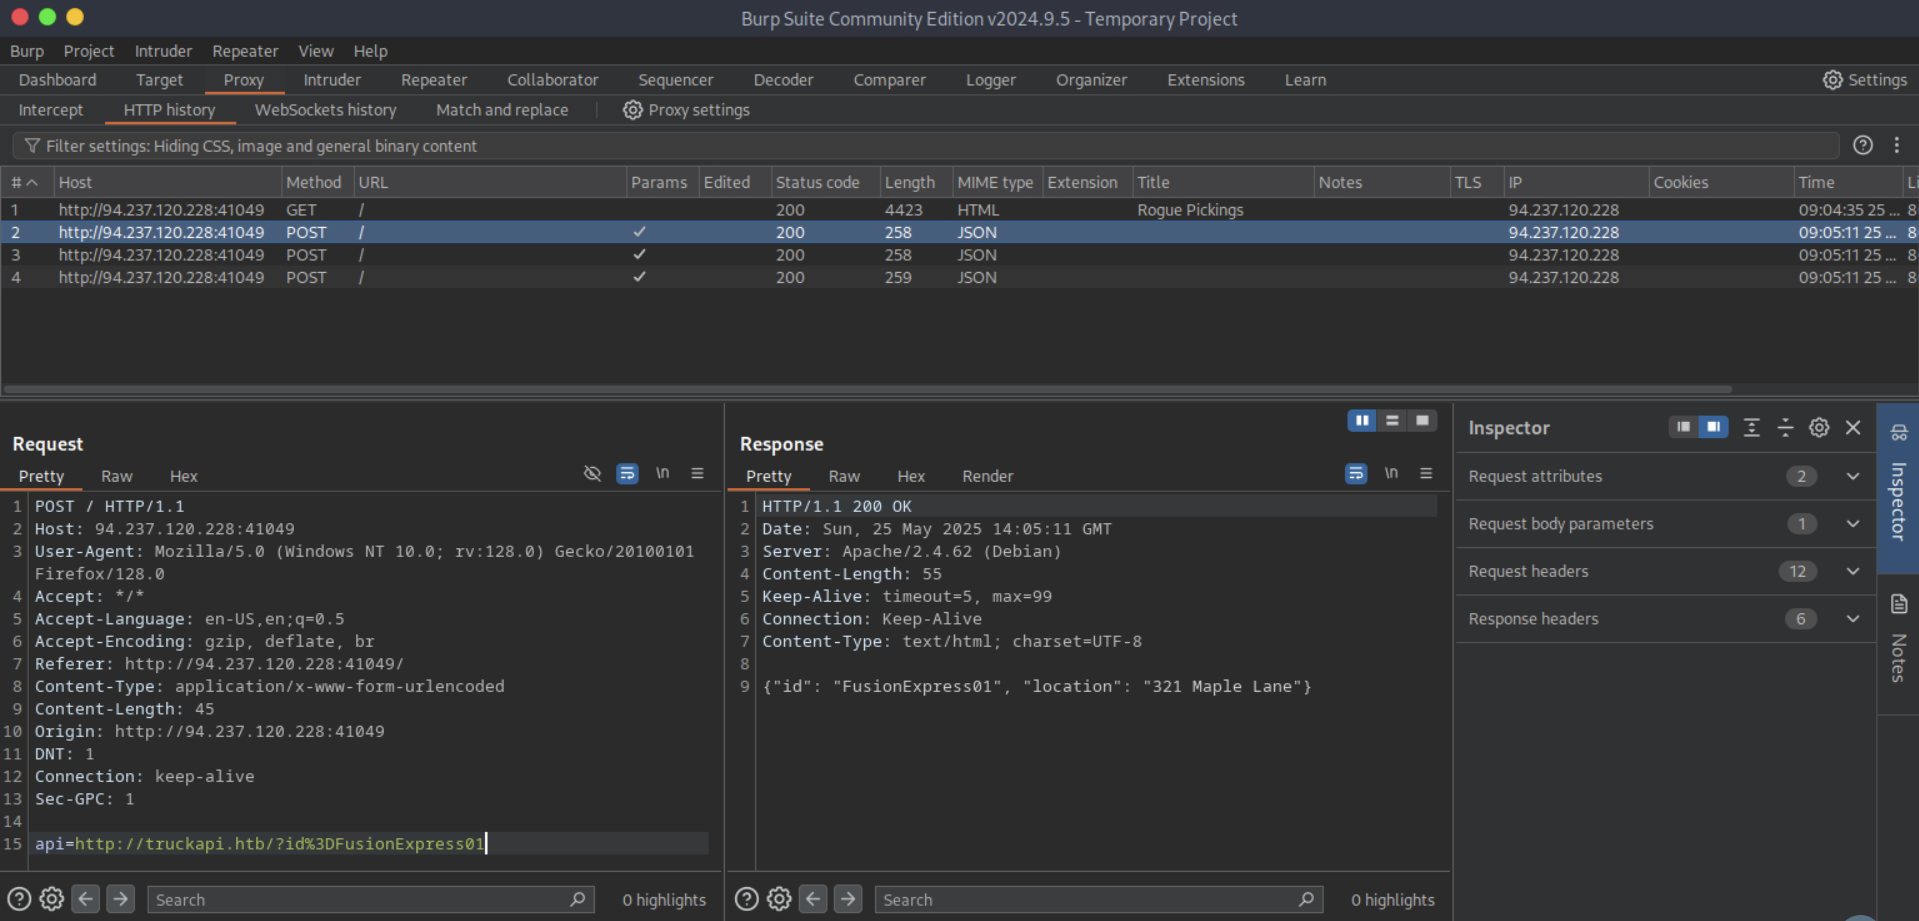 Burp Suite Community Edition v2024.9.5 - Temporary Project
Burp Project Intruder Repeater View Help
Dashboard Target Proxy Intruder Repeater Collaborator Sequencer Decoder Comparer Logger Organizer Extensions Learn Settings
Intercept HTTP history WebSockets history Match and replace Proxy settings
Filter settings: Hiding CSS, image and general binary content
# Host Method URL Params Edited Status code Length MIME type Extension Title Notes TLS IP Cookies Time Li
1 http://94.237.120.228:41049 GET / 200 4423 HTML Rogue Pickings 94.237.120.228 09:04:35 25 ... 8
2 http://94.237.120.228:41049 POST / ✓ 200 258 JSON 94.237.120.228 09:05:11 25 ... 8
3 http://94.237.120.228:41049 POST / ✓ 200 258 JSON 94.237.120.228 09:05:11 25 ... 8
4 http://94.237.120.228:41049 POST / ✓ 200 259 JSON 94.237.120.228 09:05:11 25 ... 8
Request
Pretty Raw Hex \n
1 POST / HTTP/1.1
2 Host: 94.237.120.228:41049
3 User-Agent: Mozilla/5.0 (Windows NT 10.0; rv:128.0) Gecko/20100101
Firefox/128.0
4 Accept: */*
5 Accept-Language: en-US,en;q=0.5
6 Accept-Encoding: gzip, deflate, br
7 Referer: http://94.237.120.228:41049/
8 Content-Type: application/x-www-form-urlencoded
9 Content-Length: 45
10 Origin: http://94.237.120.228:41049
11 DNT: 1
12 Connection: keep-alive
13 Sec-GPC: 1
14
15 api=http://truckapi.htb/?id%3DFusionExpress01
Search 0 highlights
Response
Pretty Raw Hex Render \n
1 HTTP/1.1 200 OK
2 Date: Sun, 25 May 2025 14:05:11 GMT
3 Server: Apache/2.4.62 (Debian)
4 Content-Length: 55
5 Keep-Alive: timeout=5, max=99
6 Connection: Keep-Alive
7 Content-Type: text/html; charset=UTF-8
8
9 {"id": "FusionExpress01", "location": "321 Maple Lane"}
Search 0 highlights
Inspector
Request attributes 2
Request body parameters 1
Request headers 12
Response headers 6
Inspector
Notes